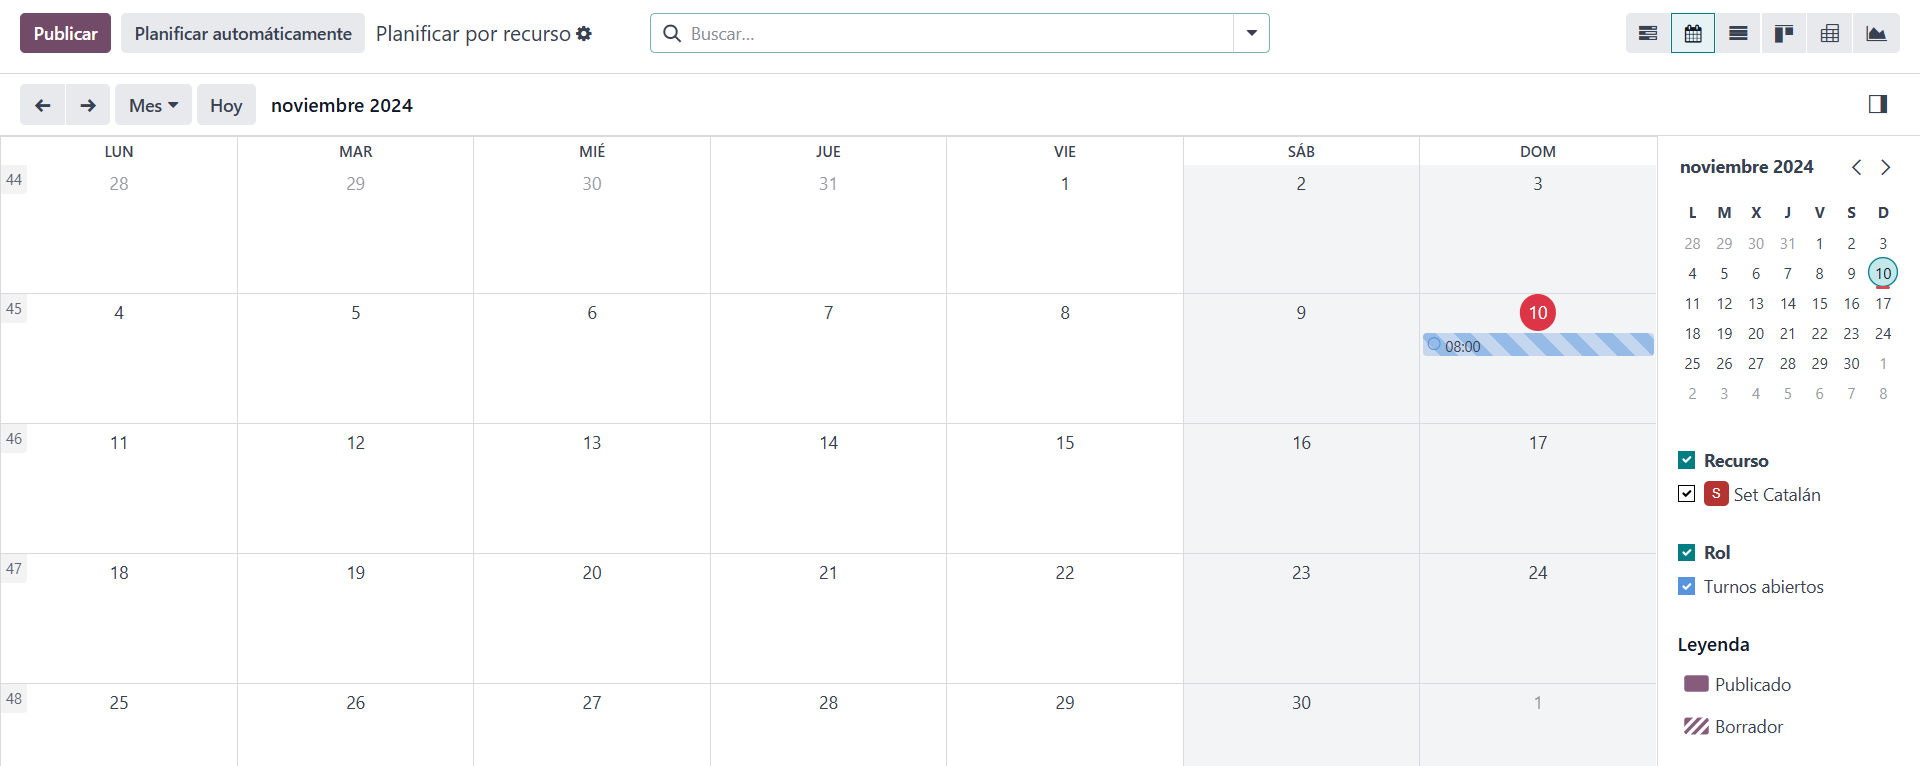 Publicar Planificar automáticamente Planificar por recurso Buscar...
Mes Hoy noviembre 2024
LUN MAR MIÉ JUE VIE SÁB DOM
44 28 29 30 31 1 2 3
45 4 5 6 7 8 9 10
08:00
46 11 12 13 14 15 16 17
47 18 19 20 21 22 23 24
48 25 26 27 28 29 30 1
noviembre 2024
L M X J V S D
28 29 30 31 1 2 3
4 5 6 7 8 9 10
11 12 13 14 15 16 17
18 19 20 21 22 23 24
25 26 27 28 29 30 1
2 3 4 5 6 7 8
Recurso
S Set Catalán
Rol
Turnos abiertos
Leyenda
Publicado
Borrador